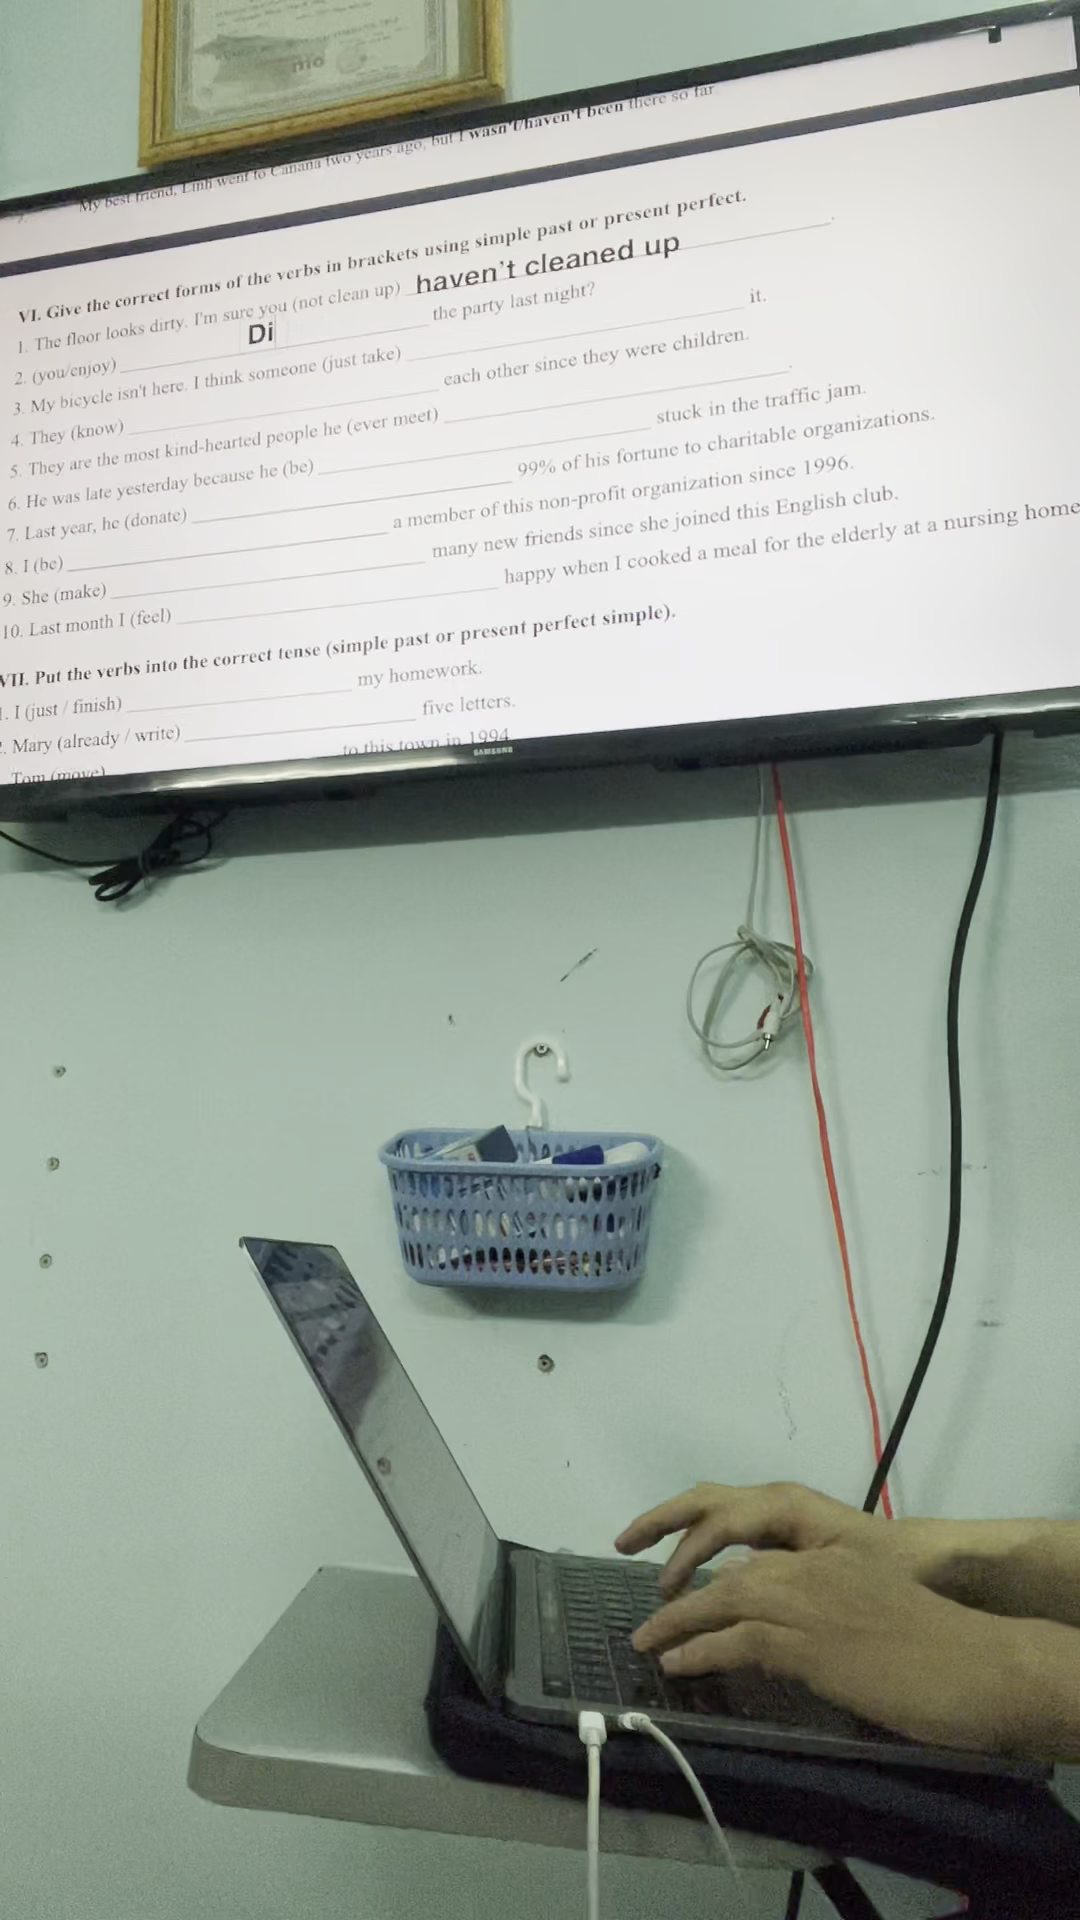 mo
My best friend, Linh went to Canana two years ago, but I wasn't/haven't been there so far
VI. Give the correct forms of the verbs in brackets using simple past or present perfect.
1. The floor looks dirty. I'm sure you (not clean up) haven't cleaned up.
2. (you/enjoy) Di the party last night?
3. My bicycle isn't here. I think someone (just take) it.
4. They (know) each other since they were children.
5. They are the most kind-hearted people he (ever meet) .
6. He was late yesterday because he (be) stuck in the traffic jam.
7. Last year, he (donate) 99% of his fortune to charitable organizations.
8. I (be) a member of this non-profit organization since 1996.
9. She (make) many new friends since she joined this English club.
10. Last month I (feel) happy when I cooked a meal for the elderly at a nursing home
VII. Put the verbs into the correct tense (simple past or present perfect simple).
1. I (just / finish) my homework.
2. Mary (already / write) five letters.
Tom (move) to this town in 1994
SAMSUNG